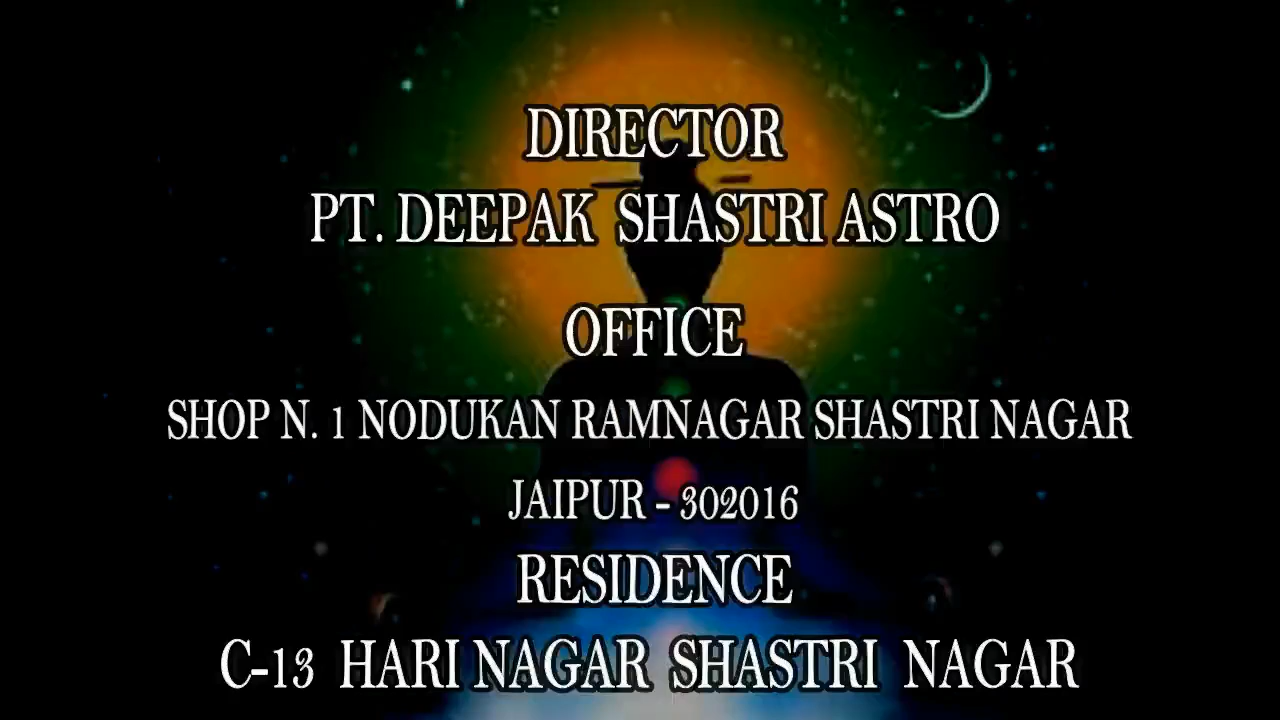 DIRECTOR
PT. DEEPAK SHASTRI ASTRO
OFFICE
SHOP N. 1 NODUKAN RAMNAGAR SHASTRI NAGAR
JAIPUR - 302016
RESIDENCE
C-13 HARI NAGAR SHASTRI NAGAR